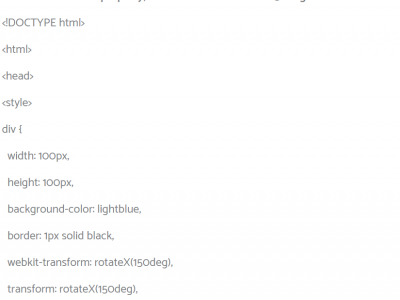 <!DOCTYPE html>
<html>
<head>
<style>
div {
width: 100px,
height: 100px,
background-color: lightblue,
border: 1px solid black,
webkit-transform: rotateX(150deg),
transform: rotateX(150deg),